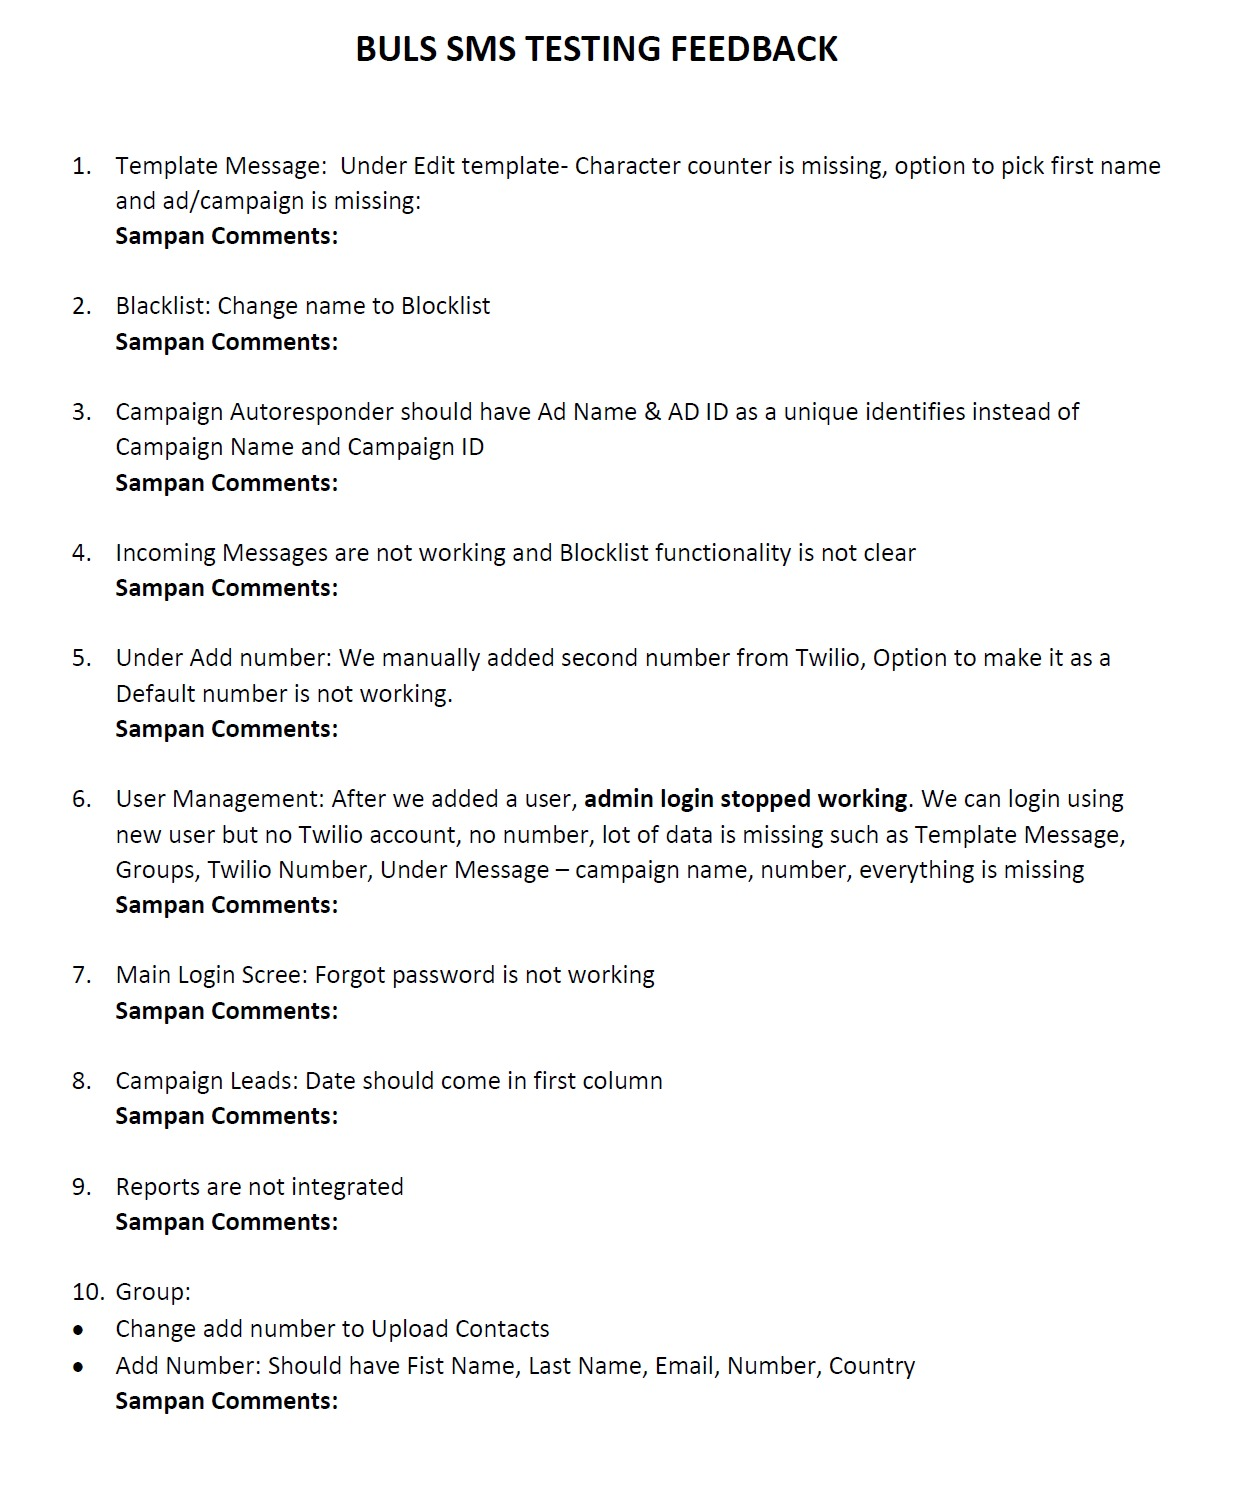 BULS SMS TESTING FEEDBACK
1. Template Message:  Under Edit template- Character counter is missing, option to pick first name
and ad/campaign is missing:
Sampan Comments:
2. Blacklist: Change name to Blocklist
Sampan Comments:
3. Campaign Autoresponder should have Ad Name & AD ID as a unique identifies instead of
Campaign Name and Campaign ID
Sampan Comments:
4. Incoming Messages are not working and Blocklist functionality is not clear
Sampan Comments:
5. Under Add number: We manually added second number from Twilio, Option to make it as a
Default number is not working.
Sampan Comments:
6. User Management: After we added a user, admin login stopped working. We can login using
new user but no Twilio account, no number, lot of data is missing such as Template Message,
Groups, Twilio Number, Under Message – campaign name, number, everything is missing
Sampan Comments:
7. Main Login Scree: Forgot password is not working
Sampan Comments:
8. Campaign Leads: Date should come in first column
Sampan Comments:
9. Reports are not integrated
Sampan Comments:
10. Group:
• Change add number to Upload Contacts
• Add Number: Should have Fist Name, Last Name, Email, Number, Country
Sampan Comments: